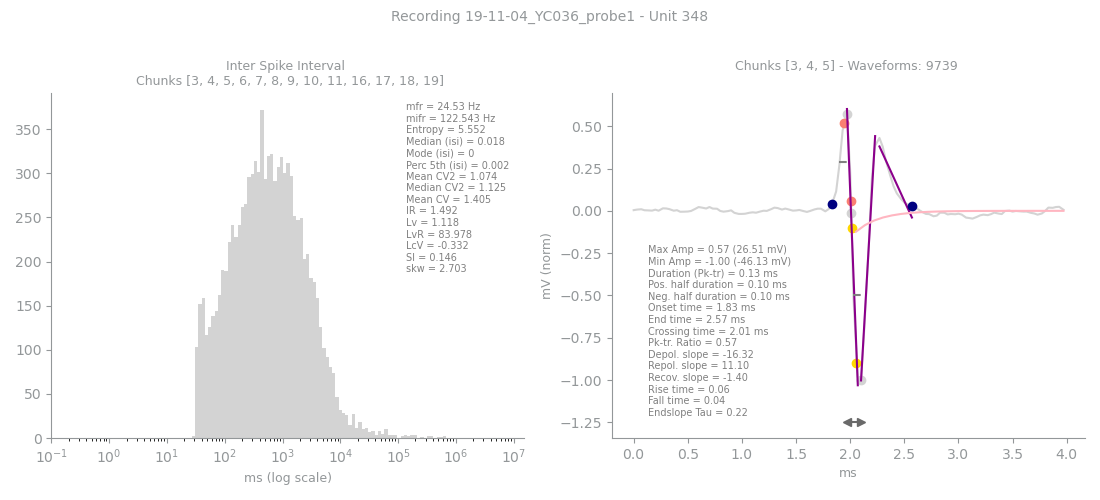 Recording 19-11-04_YC036_probe1 - Unit 348
Inter Spike Interval
Chunks [3, 4, 5, 6, 7, 8, 9, 10, 11, 16, 17, 18, 19]
mfr = 24.53 Hz
mifr = 122.543 Hz
Entropy = 5.552
Median (isi) = 0.018
Mode (isi) = 0
Perc 5th (isi) = 0.002
Mean CV2 = 1.074
Median CV2 = 1.125
Mean CV = 1.405
IR = 1.492
Lv = 1.118
LvR = 83.978
LcV = -0.332
SI = 0.146
skw = 2.703
350
300
250
200
150
100
50
0
10⁻¹ 10⁰ 10¹ 10² 10³ 10⁴ 10⁵ 10⁶ 10⁷
ms (log scale)
Chunks [3, 4, 5] - Waveforms: 9739
mV (norm)
0.50
0.25
0.00
−0.25
−0.50
−0.75
−1.00
−1.25
Max Amp = 0.57 (26.51 mV)
Min Amp = -1.00 (-46.13 mV)
Duration (Pk-tr) = 0.13 ms
Pos. half duration = 0.10 ms
Neg. half duration = 0.10 ms
Onset time = 1.83 ms
End time = 2.57 ms
Crossing time = 2.01 ms
Pk-tr. Ratio = 0.57
Depol. slope = -16.32
Repol. slope = 11.10
Recov. slope = -1.40
Rise time = 0.06
Fall time = 0.04
Endslope Tau = 0.22
0.0 0.5 1.0 1.5 2.0 2.5 3.0 3.5 4.0
ms